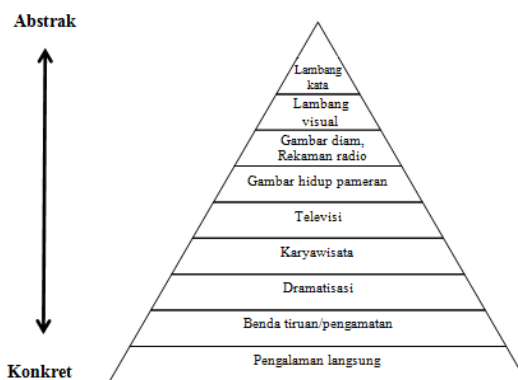 Abstrak
Lambang
kata
Lambang
visual
Gambar diam,
Rekaman radio
Gambar hidup pameran
Televisi
Karyawisata
Dramatisasi
Benda tiruan/pengamatan
Pengalaman langsung
Konkret